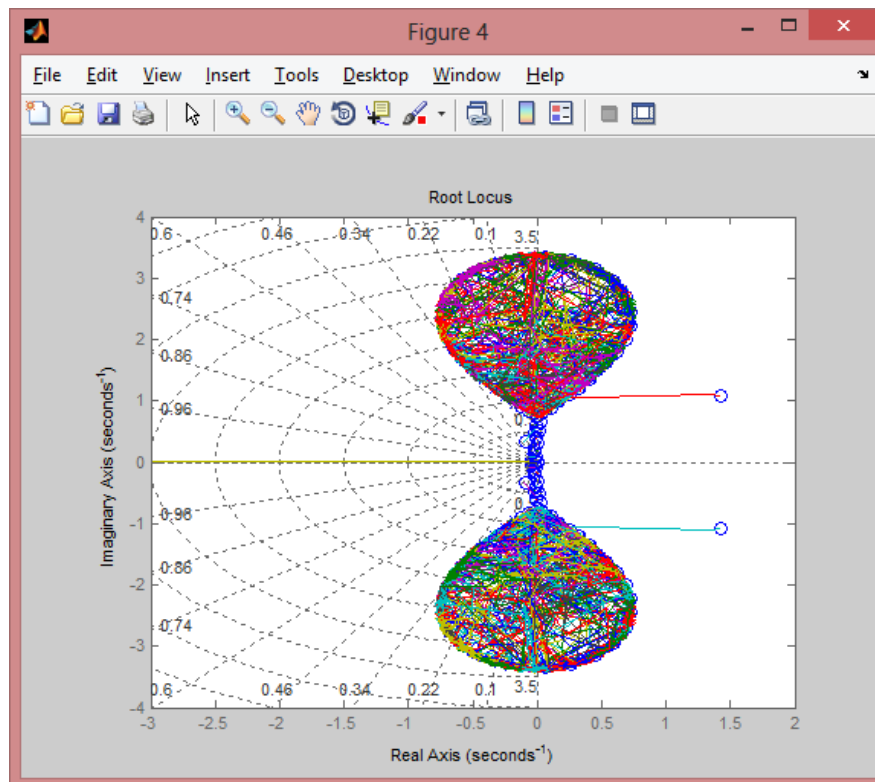 Figure 4
File Edit View Insert Tools Desktop Window Help
Root Locus
4
0.6 0.46 0.34 0.22 0.1 3.5
3
0.74
2
0.86
1
0.96
0
0
0
-1
0.96
0.86
-2
0.74
-3
0.6 0.46 0.34 0.22 0.1 3.5
-4
-3 -2.5 -2 -1.5 -1 -0.5 0 0.5 1 1.5 2
Imaginary Axis (seconds⁻¹)
Real Axis (seconds⁻¹)